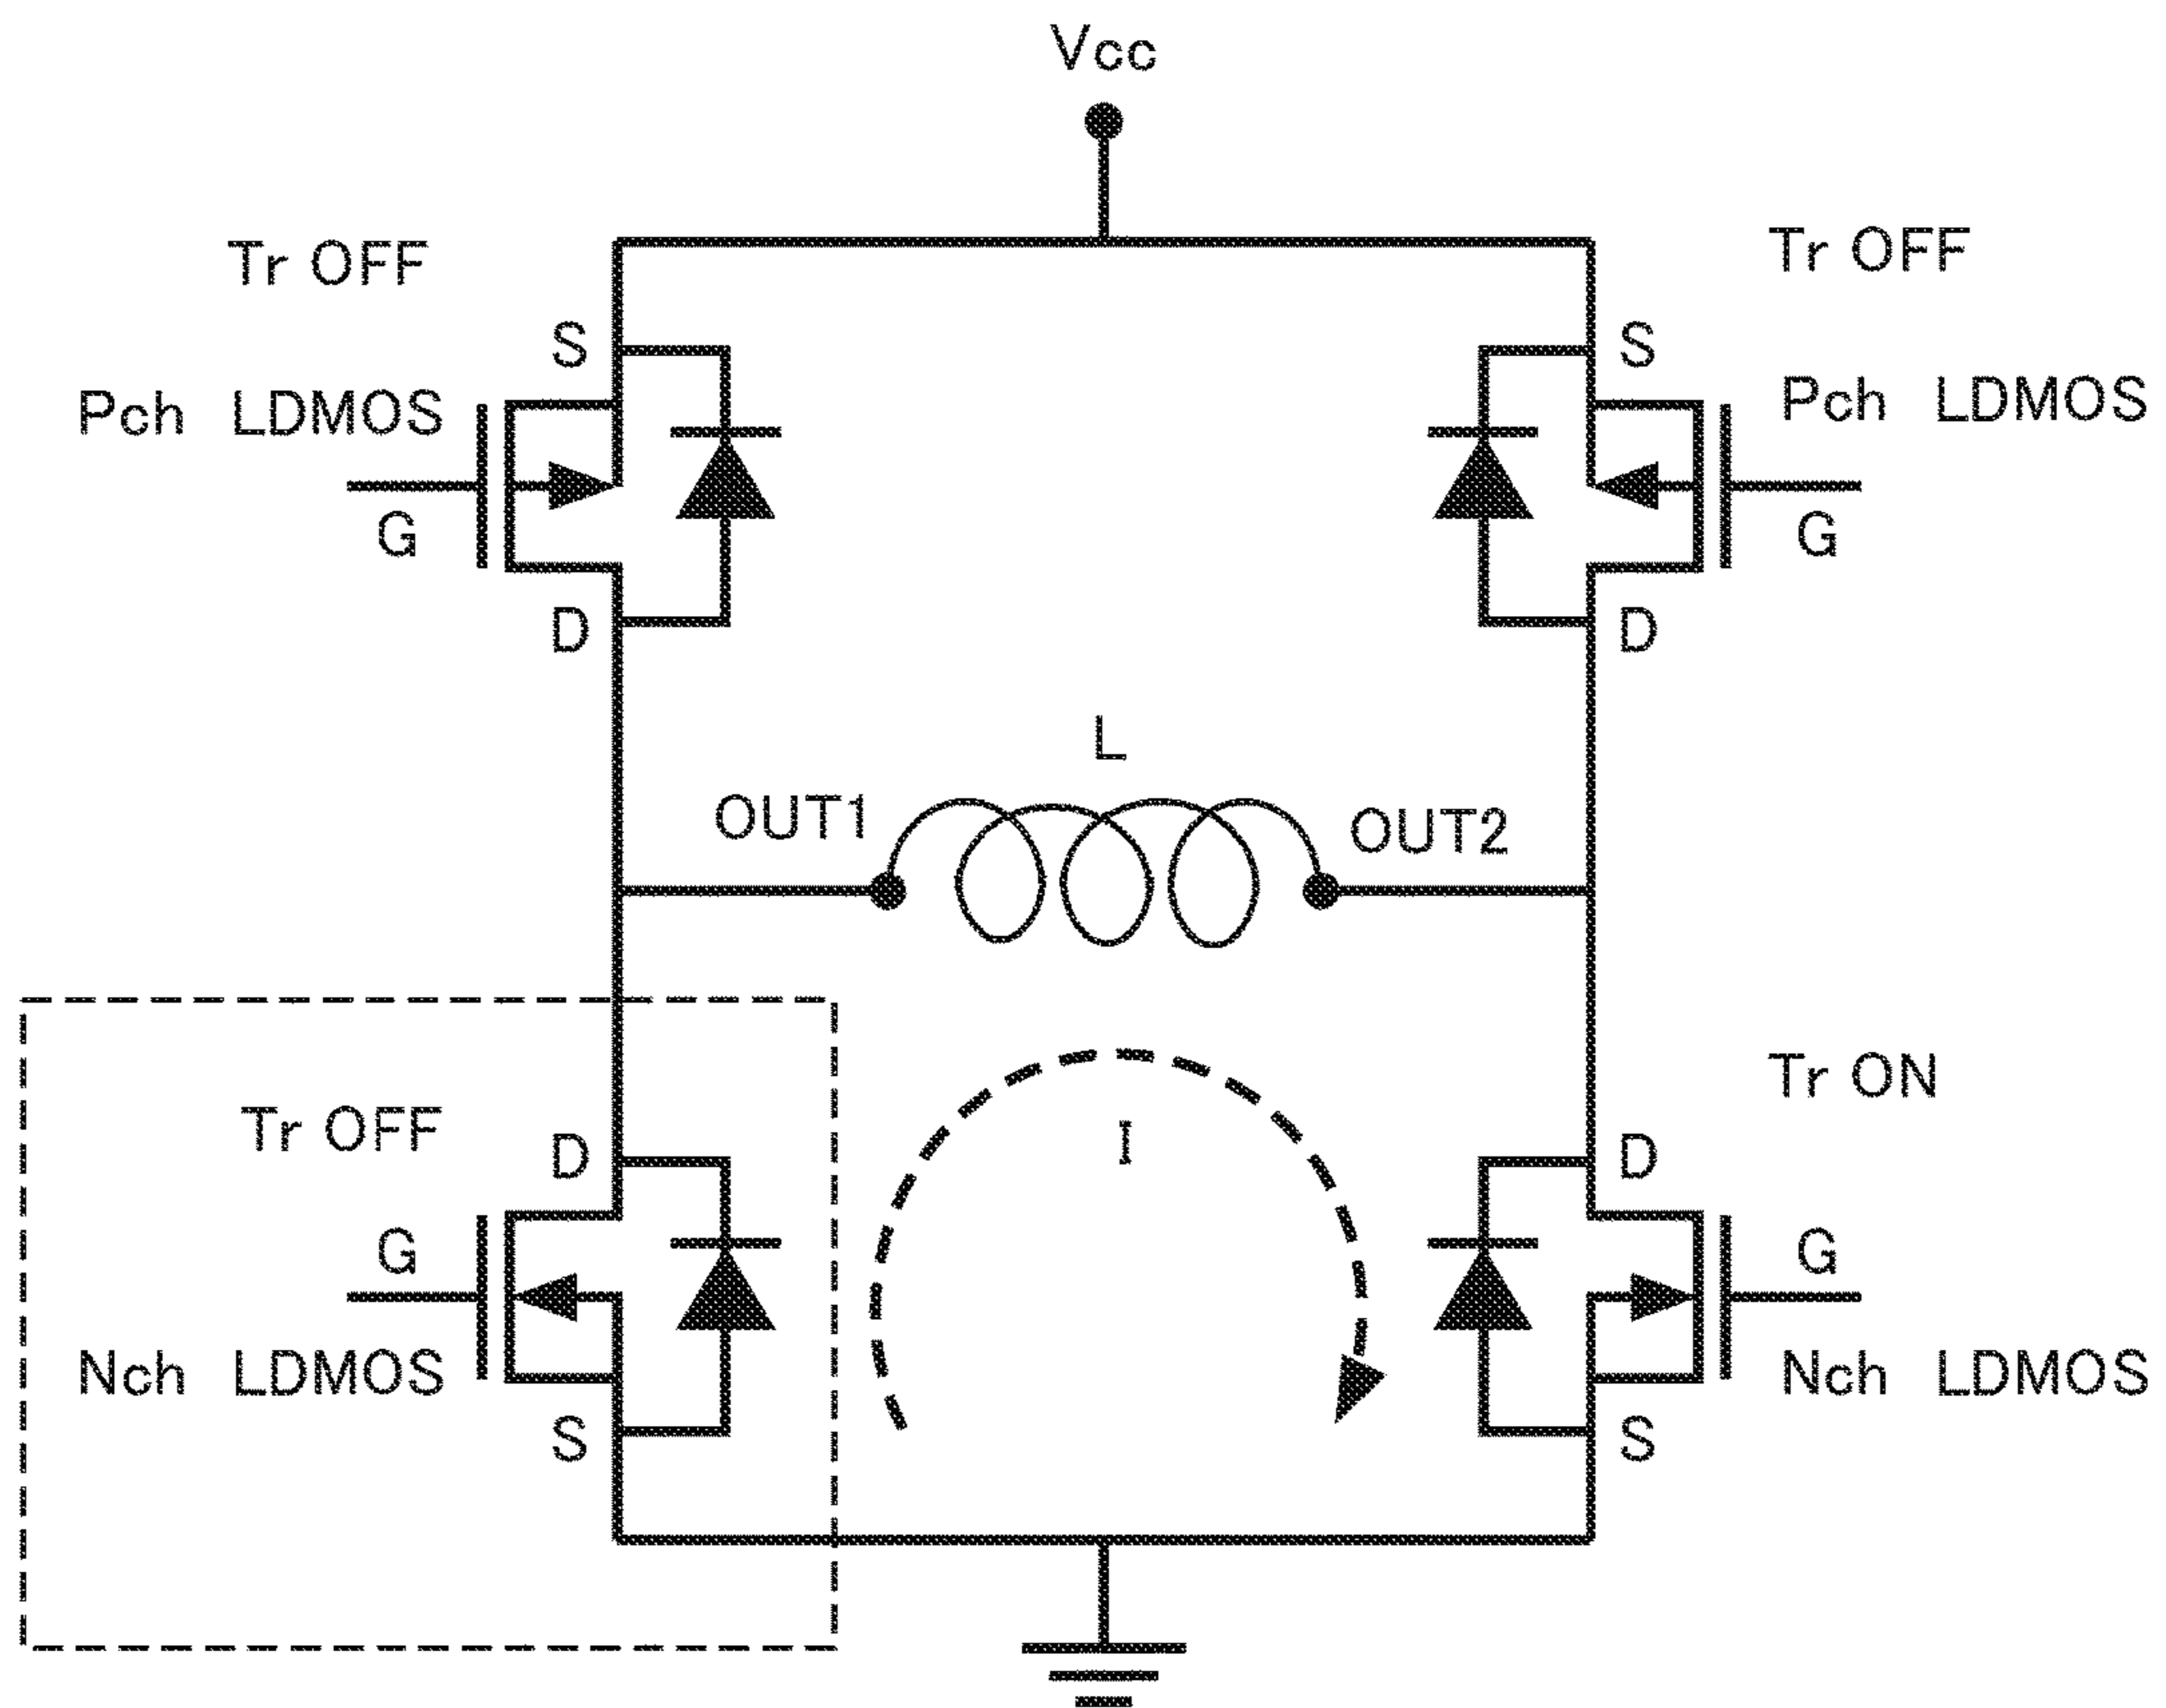 Vcc
Tr OFF
Tr OFF
S
S
Pch LDMOS
Pch LDMOS
G
G
D
D
L
OUT1
OUT2
Tr ON
Tr OFF
D
I
D
G
G
Nch LDMOS
Nch LDMOS
S
S